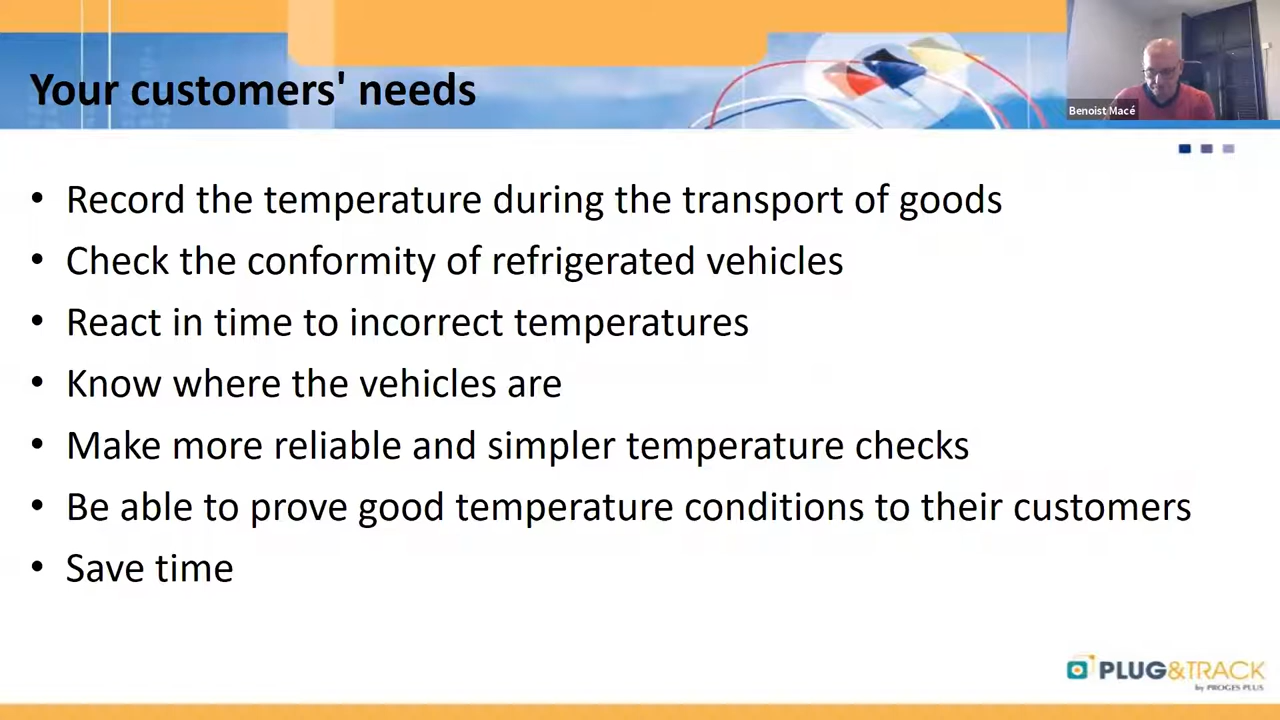 Your customers' needs
Benoist Macé
• Record the temperature during the transport of goods
• Check the conformity of refrigerated vehicles
• React in time to incorrect temperatures
• Know where the vehicles are
• Make more reliable and simpler temperature checks
• Be able to prove good temperature conditions to their customers
• Save time
PLUG&TRACK
by PROGES PLUS